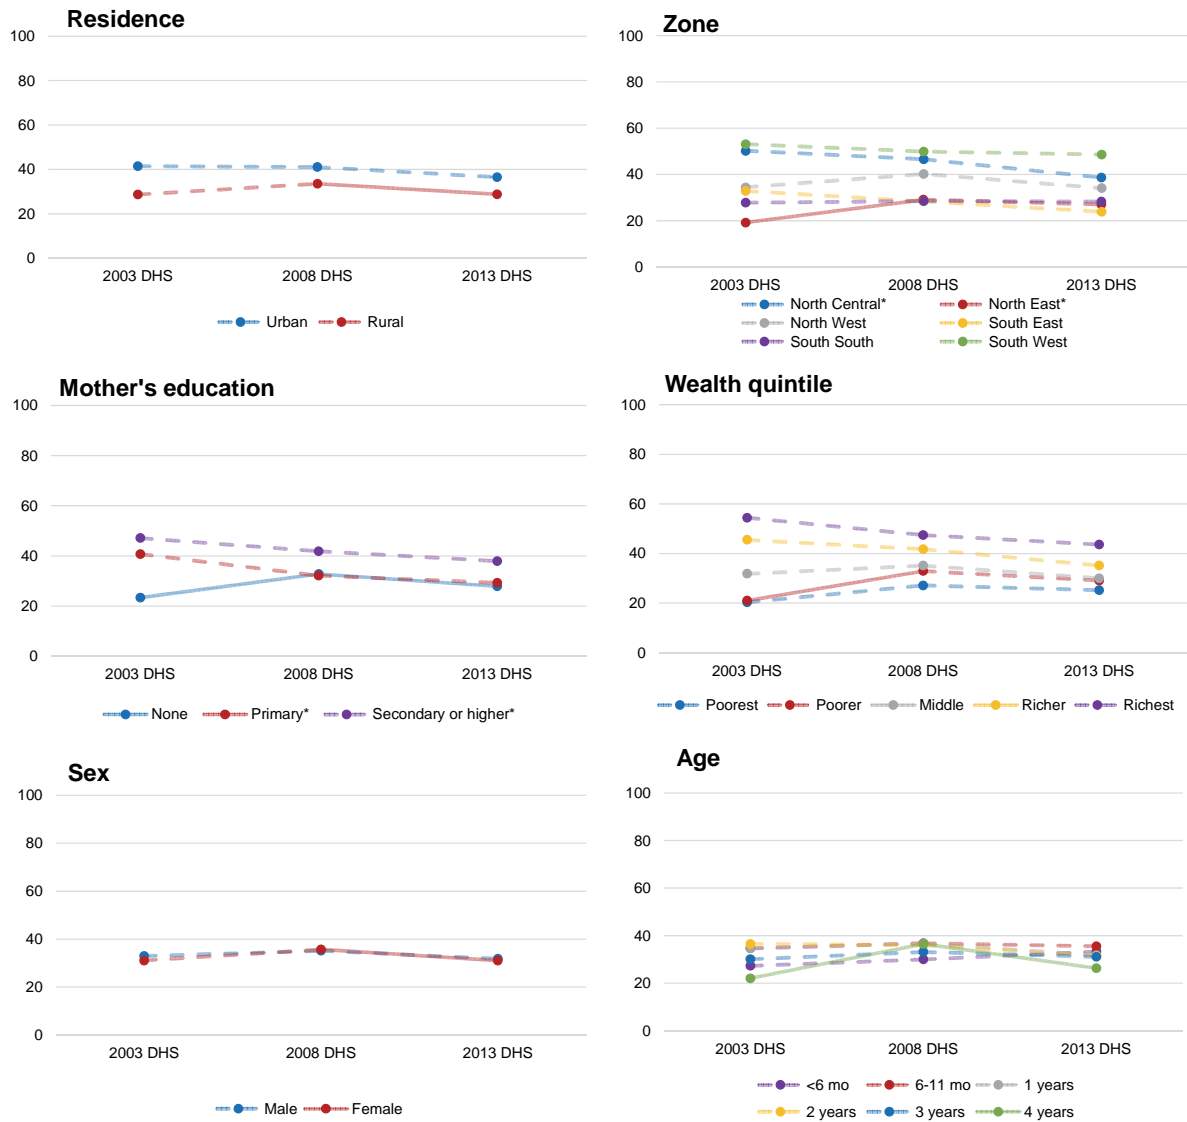 Residence
100
80
60
40
20
0
2003 DHS 2008 DHS 2013 DHS
Urban Rural
Zone
100
80
60
40
20
0
2003 DHS 2008 DHS 2013 DHS
North Central* North East*
North West South East
South South South West
Mother's education
100
80
60
40
20
0
2003 DHS 2008 DHS 2013 DHS
None Primary* Secondary or higher*
Wealth quintile
100
80
60
40
20
0
2003 DHS 2008 DHS 2013 DHS
Poorest Poorer Middle Richer Richest
Sex
100
80
60
40
20
0
2003 DHS 2008 DHS 2013 DHS
Male Female
Age
100
80
60
40
20
0
2003 DHS 2008 DHS 2013 DHS
<6 mo 6-11 mo 1 years
2 years 3 years 4 years